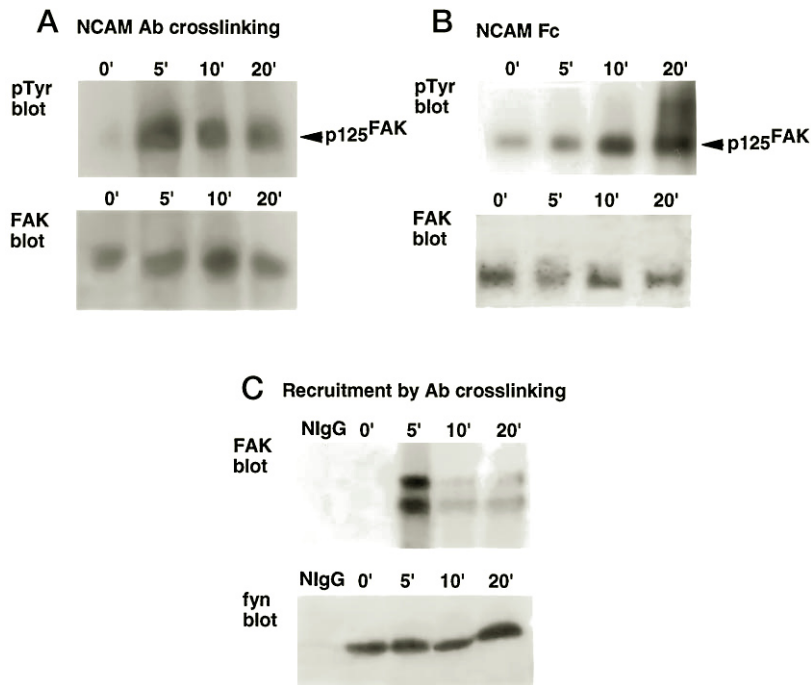 A NCAM Ab crosslinking
0' 5' 10' 20'
pTyr
blot
p125FAK
0' 5' 10' 20'
FAK
blot
B NCAM Fc
0' 5' 10' 20'
pTyr
blot
p125FAK
0' 5' 10' 20'
FAK
blot
C Recruitment by Ab crosslinking
NIgG 0' 5' 10' 20'
FAK
blot
NIgG 0' 5' 10' 20'
fyn
blot